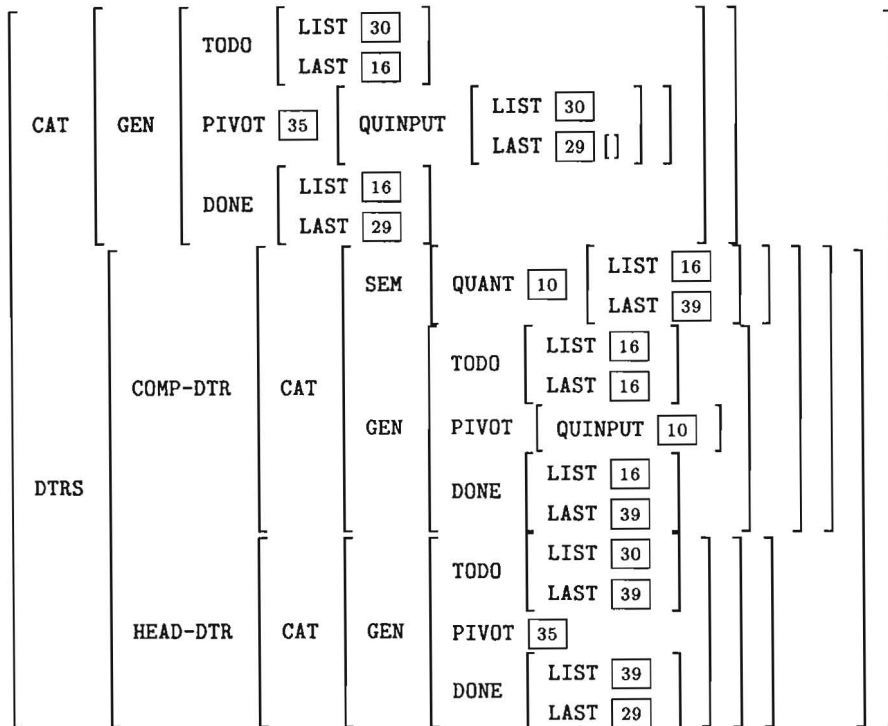 LIST 30
TODO
LAST 16
LIST 30
CAT GEN PIVOT 35 QUINPUT
LAST 29 []
LIST 16
DONE
LAST 29
LIST 16
SEM QUANT 10
LAST 39
LIST 16
TODO
LAST 16
COMP-DTR CAT
GEN PIVOT QUINPUT 10
LIST 16
DONE
DTRS
LAST 39
LIST 30
TODO
LAST 39
HEAD-DTR CAT GEN PIVOT 35
LIST 39
DONE
LAST 29